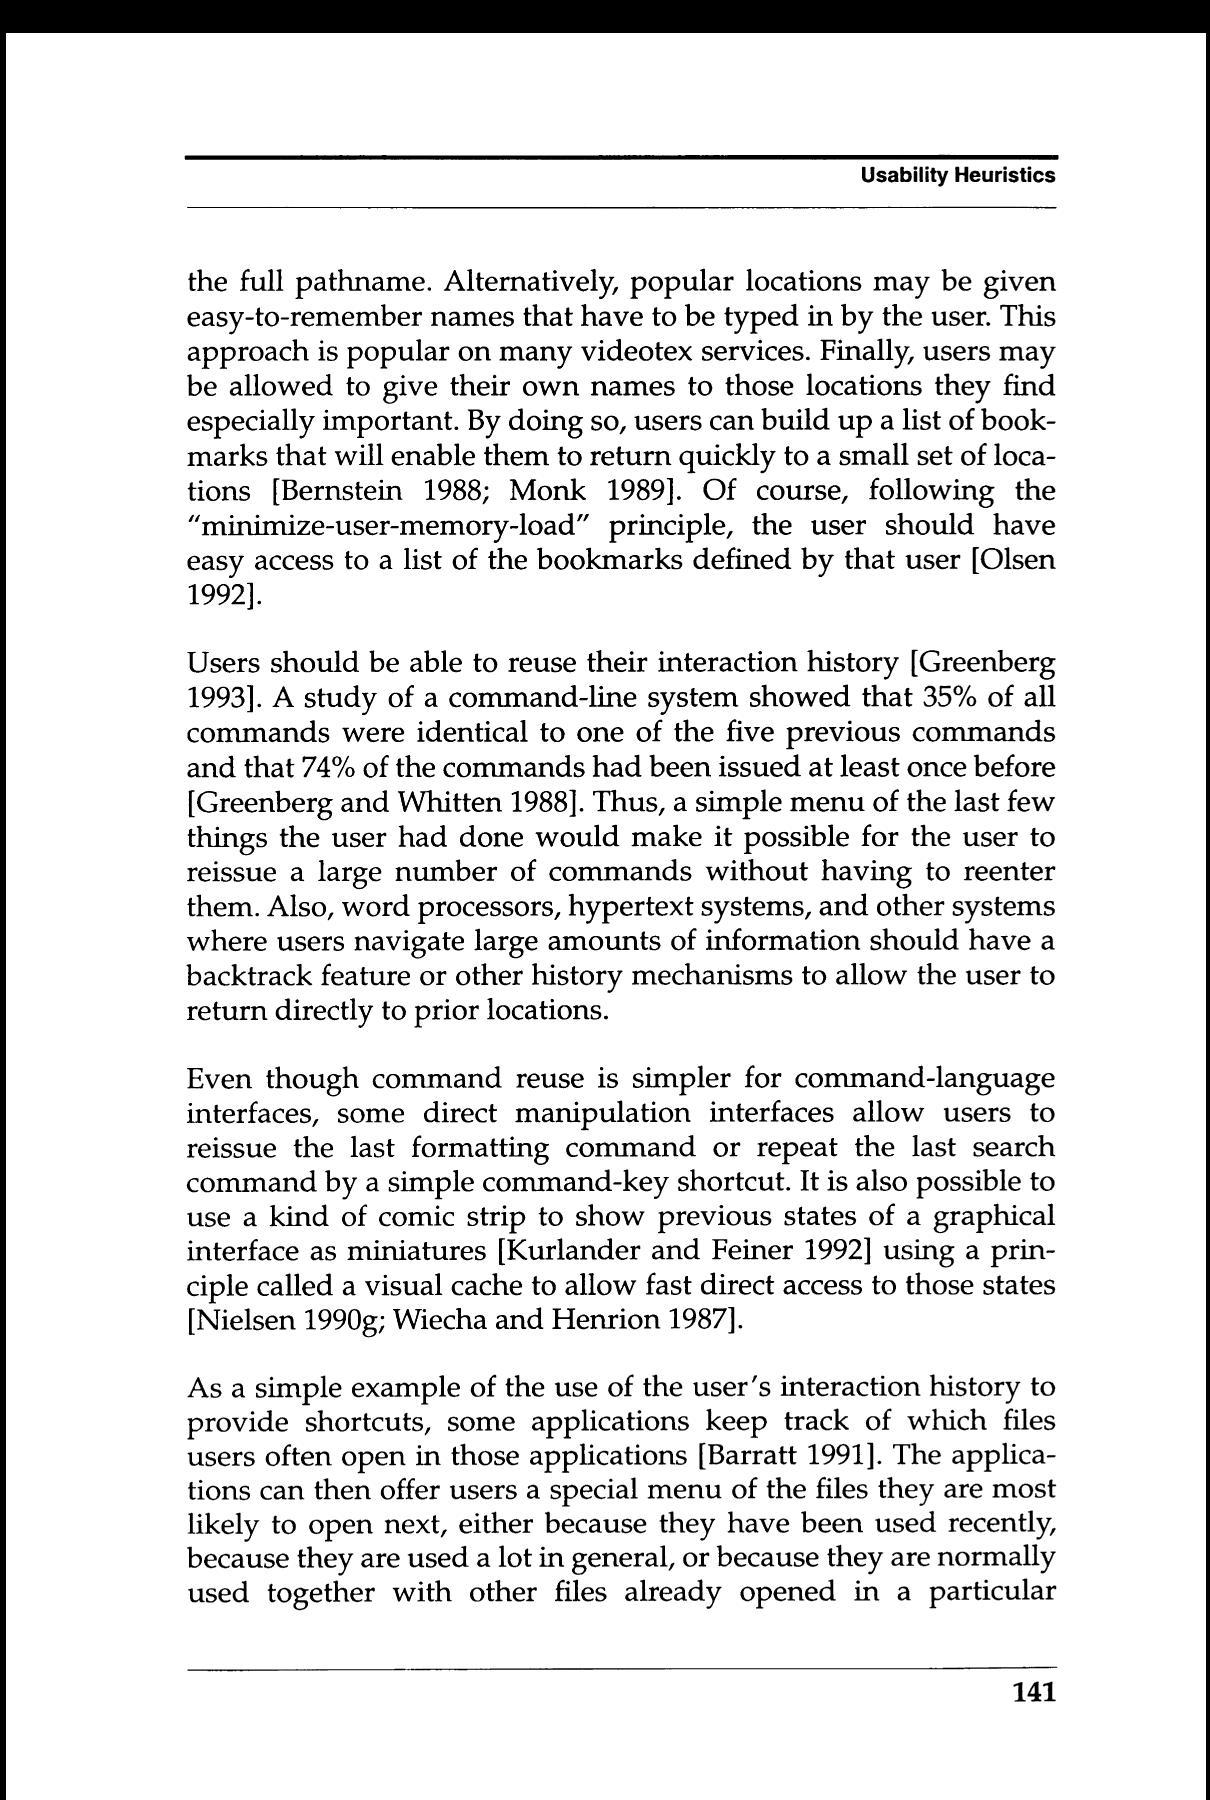 Usability Heuristics
the full pathname. Alternatively, popular locations may be given
easy-to-remember names that have to be typed in by the user. This
approach is popular on many videotex services. Finally, users may
be allowed to give their own names to those locations they find
especially important. By doing so, users can build up a list of book-
marks that will enable them to return quickly to a small set of loca-
tions [Bernstein 1988; Monk 1989]. Of course, following the
"minimize-user-memory-load" principle, the user should have
easy access to a list of the bookmarks defined by that user [Olsen
1992].
Users should be able to reuse their interaction history [Greenberg
1993]. A study of a command-line system showed that 35% of all
commands were identical to one of the five previous commands
and that 74% of the commands had been issued at least once before
[Greenberg and Whitten 1988]. Thus, a simple menu of the last few
things the user had done would make it possible for the user to
reissue a large number of commands without having to reenter
them. Also, word processors, hypertext systems, and other systems
where users navigate large amounts of information should have a
backtrack feature or other history mechanisms to allow the user to
return directly to prior locations.
Even though command reuse is simpler for command-language
interfaces, some direct manipulation interfaces allow users to
reissue the last formatting command or repeat the last search
command by a simple command-key shortcut. It is also possible to
use a kind of comic strip to show previous states of a graphical
interface as miniatures [Kurlander and Feiner 1992] using a prin-
ciple called a visual cache to allow fast direct access to those states
[Nielsen 1990g; Wiecha and Henrion 1987].
As a simple example of the use of the user's interaction history to
provide shortcuts, some applications keep track of which files
users often open in those applications [Barratt 1991]. The applica-
tions can then offer users a special menu of the files they are most
likely to open next, either because they have been used recently,
because they are used a lot in general, or because they are normally
used together with other files already opened in a particular
141